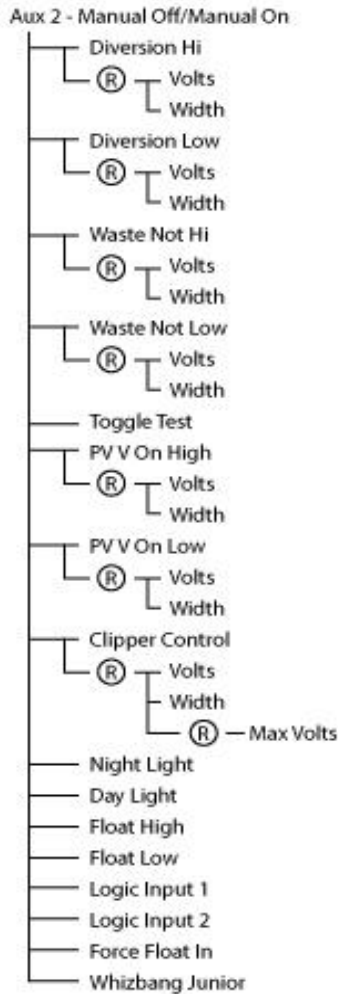 Aux 2 - Manual Off/Manual On
Diversion Hi
R Volts
Width
Diversion Low
R Volts
Width
Waste Not Hi
R Volts
Width
Waste Not Low
R Volts
Width
Toggle Test
PV V On High
R Volts
Width
PV V On Low
R Volts
Width
Clipper Control
R Volts
Width
R Max Volts
Night Light
Day Light
Float High
Float Low
Logic Input 1
Logic Input 2
Force Float In
Whizbang Junior